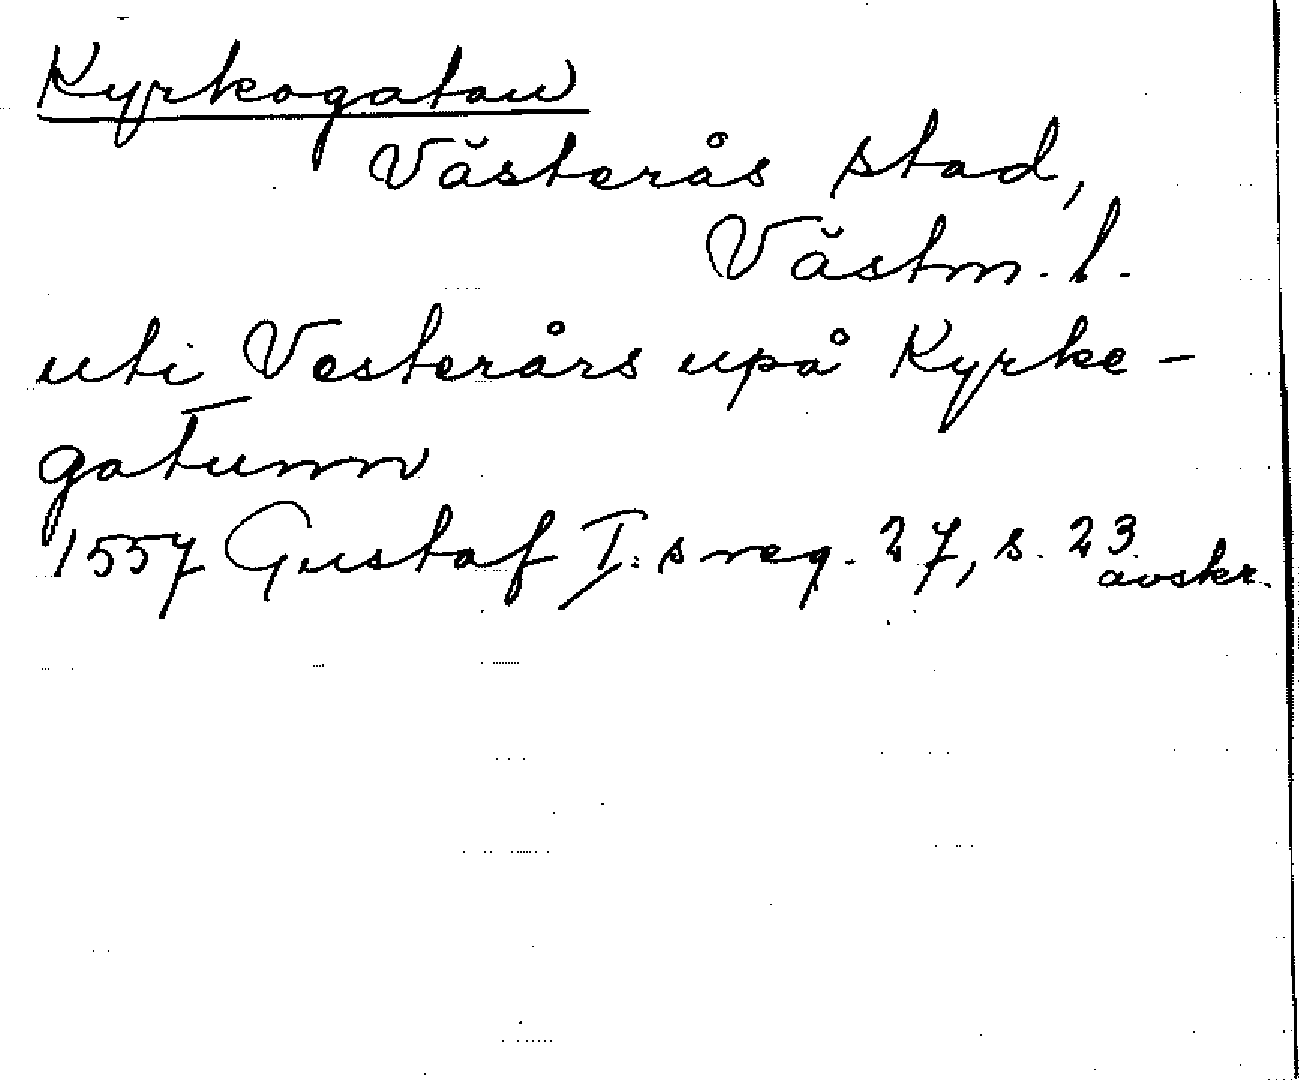 Kyrkogatan
Västerås stad,
Västm. l.
uti Vesterårs upå Kyrke-
gatunn
1557 Gustaf I:s reg. 27, s. 23
avskr.